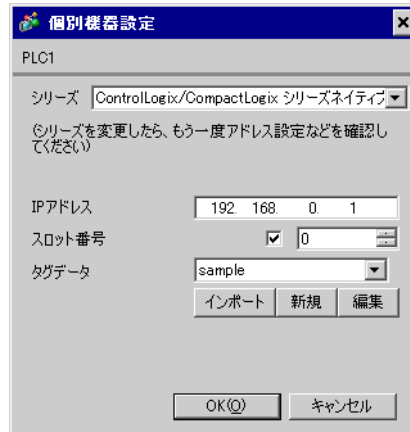 個別機器設定
PLC1
シリーズ ControlLogix/CompactLogix シリーズネイティブ
(シリーズを変更したら、もう一度アドレス設定などを確認し
てください)
IPアドレス 192. 168. 0. 1
スロット番号 0
タグデータ sample
インポート 新規 編集
OK(O) キャンセル